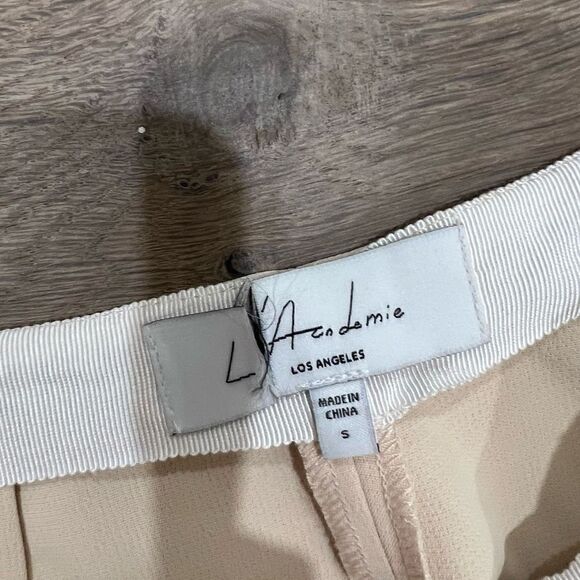 L'Academie
LOS ANGELES
MADE IN
CHINA
S